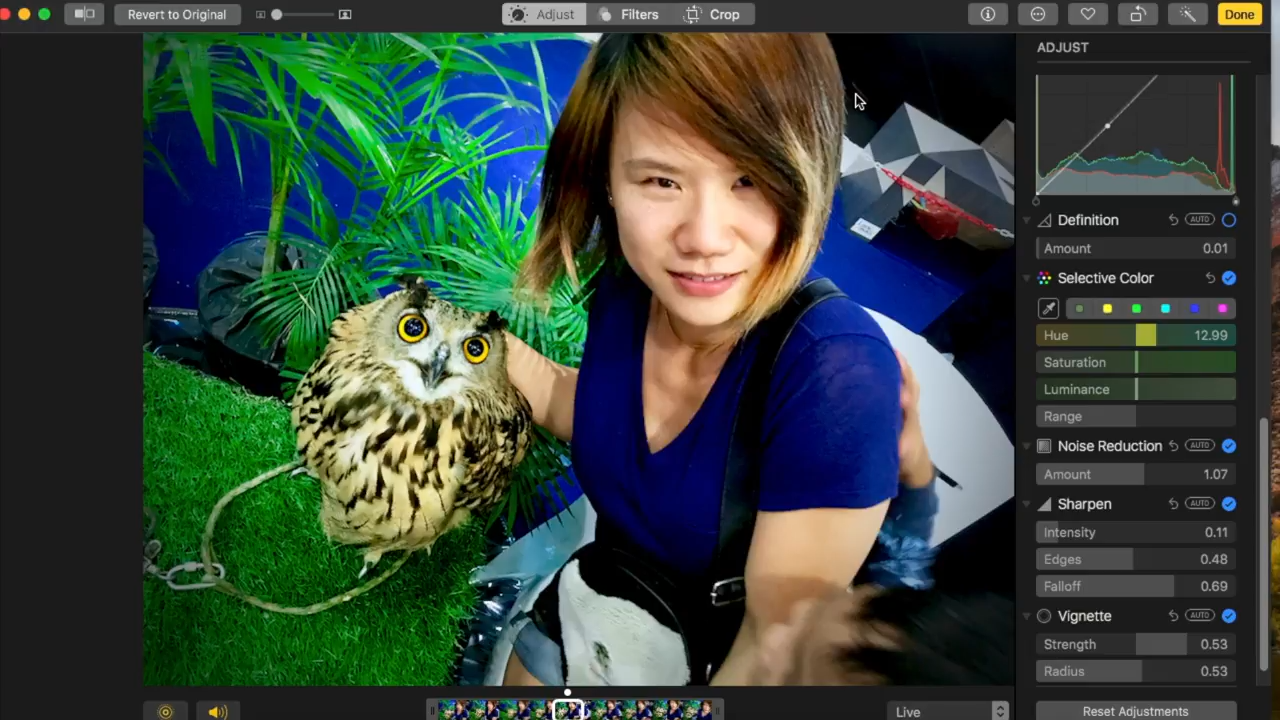 Revert to Original
Adjust
Filters
Crop
Done
ADJUST
Definition
AUTO
Amount 0.01
Selective Color
Hue 12.99
Saturation
Luminance
Range
Noise Reduction
AUTO
Amount 1.07
Sharpen
AUTO
Intensity 0.11
Edges 0.48
Falloff 0.69
Vignette
AUTO
Strength 0.53
Radius 0.53
Live
Reset Adjustments